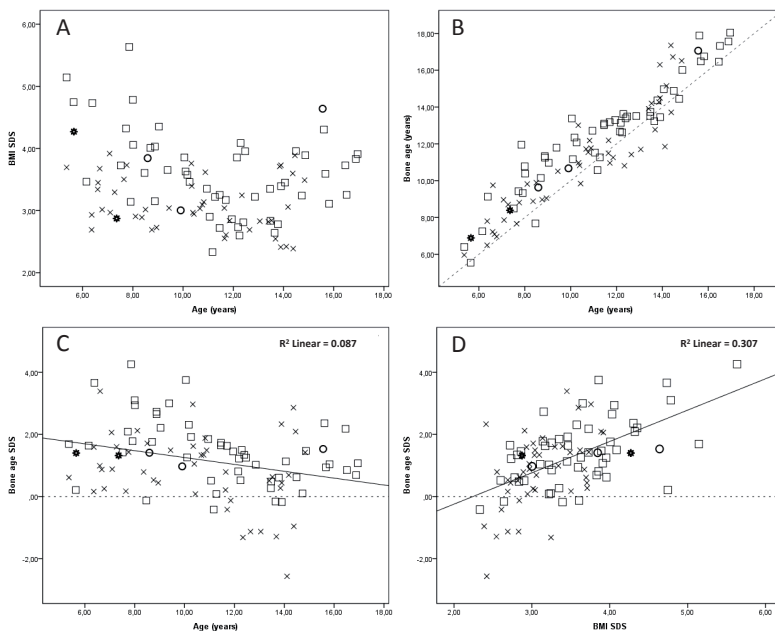 A
BMI SDS
6,00
5,00
4,00
3,00
2,00
6,00 8,00 10,00 12,00 14,00 16,00 18,00
Age (years)
B
Bone age (years)
18,00
16,00
14,00
12,00
10,00
8,00
6,00
6,00 8,00 10,00 12,00 14,00 16,00 18,00
Age (years)
C
R² Linear = 0.087
Bone age SDS
4,00
2,00
,00
-2,00
6,00 8,00 10,00 12,00 14,00 16,00 18,00
Age (years)
D
R² Linear = 0.307
Bone age SDS
4,00
2,00
,00
-2,00
2,00 3,00 4,00 5,00 6,00
BMI SDS